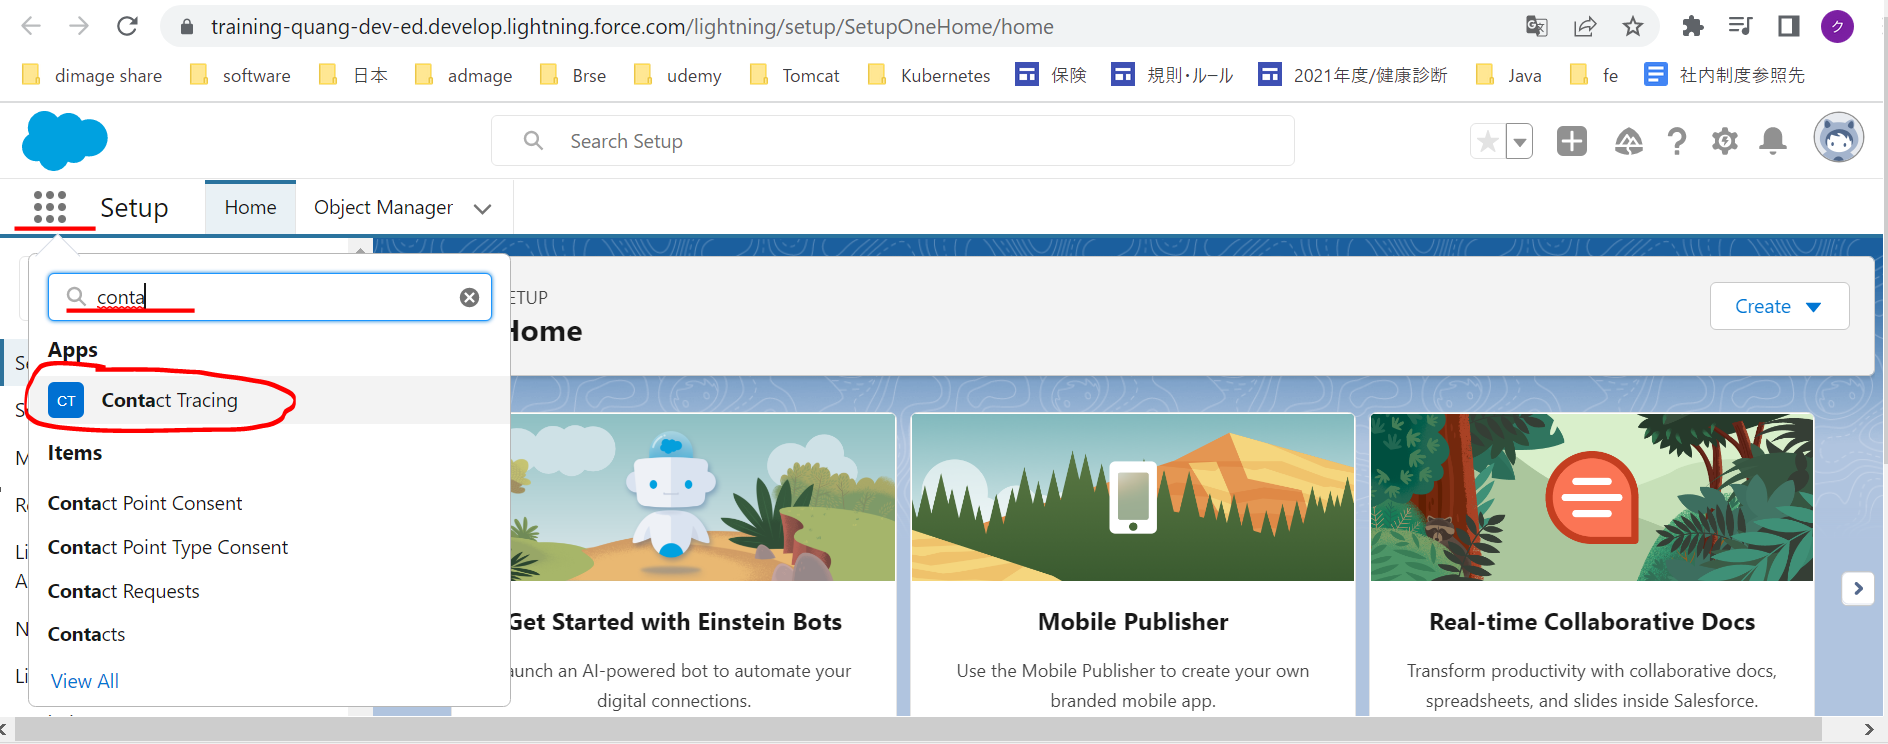 training-quang-dev-ed.develop.lightning.force.com/lightning/setup/SetupOneHome/home
ク
dimage share software 日本 admage Brse udemy Tomcat Kubernetes 保険 規則・ルール 2021年度/健康診断 Java fe 社内制度参照先
Search Setup
Setup Home Object Manager
conta
Apps
CT Contact Tracing
Items
Contact Point Consent
Contact Point Type Consent
Contact Requests
Contacts
View All
ETUP
Home
Create
Get Started with Einstein Bots
aunch an AI-powered bot to automate your
digital connections.
Mobile Publisher
Use the Mobile Publisher to create your own
branded mobile app.
Real-time Collaborative Docs
Transform productivity with collaborative docs,
spreadsheets, and slides inside Salesforce.
S
M
R
Li
A
N
Li